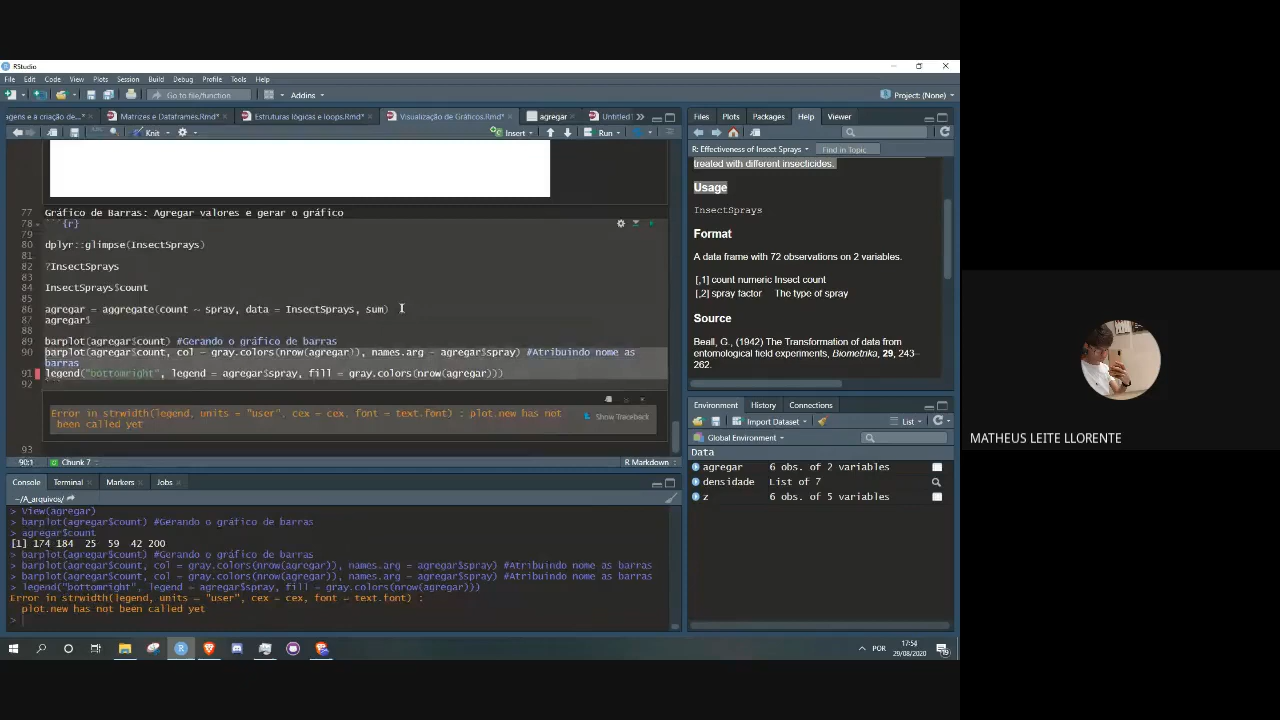 RStudio
File Edit Code View Plots Session Build Debug Profile Tools Help
Go to file/function Addins Project: (None)
agens e a criação de...* Matrizes e Dataframes.Rmd* Estruturas lógicas e loops.Rmd* Visualização de Gráficos.Rmd* agregar Untitled
Knit Insert Run
77 Gráfico de Barras: Agregar valores e gerar o gráfico
78 ```{r}
79
80 dplyr::glimpse(InsectSprays)
81
82 ?InsectSprays
83
84 InsectSprays$count
85
86 agregar = aggregate(count ~ spray, data = InsectSprays, sum)
87 agregar$
88
89 barplot(agregar$count) #Gerando o gráfico de barras
90 barplot(agregar$count, col = gray.colors(nrow(agregar)), names.arg = agregar$spray) #Atribuindo nome as
barras
91 legend("bottomright", legend = agregar$spray, fill = gray.colors(nrow(agregar)))
92
Error in strwidth(legend, units = "user", cex = cex, font = text.font) : plot.new has not
been called yet
Show Traceback
93
90:1 Chunk 7 R Markdown
Console Terminal Markers Jobs
~/A_arquivos/
> View(agregar)
> barplot(agregar$count) #Gerando o gráfico de barras
> agregar$count
[1] 174 184 25 59 42 200
> barplot(agregar$count) #Gerando o gráfico de barras
> barplot(agregar$count, col = gray.colors(nrow(agregar)), names.arg = agregar$spray) #Atribuindo nome as barras
> barplot(agregar$count, col = gray.colors(nrow(agregar)), names.arg = agregar$spray) #Atribuindo nome as barras
> legend("bottomright", legend = agregar$spray, fill = gray.colors(nrow(agregar)))
Error in strwidth(legend, units = "user", cex = cex, font = text.font) :
plot.new has not been called yet
>
Files Plots Packages Help Viewer
R: Effectiveness of Insect Sprays Find in Topic
treated with different insecticides.
Usage
InsectSprays
Format
A data frame with 72 observations on 2 variables.
[,1] count numeric Insect count
[,2] spray factor The type of spray
Source
Beall, G., (1942) The Transformation of data from
entomological field experiments, Biometrika, 29, 243–
262.
Environment History Connections
Import Dataset List
Global Environment
Data
agregar 6 obs. of 2 variables
densidade List of 7
z 6 obs. of 5 variables
MATHEUS LEITE LLORENTE
POR
17:58
29/08/2020